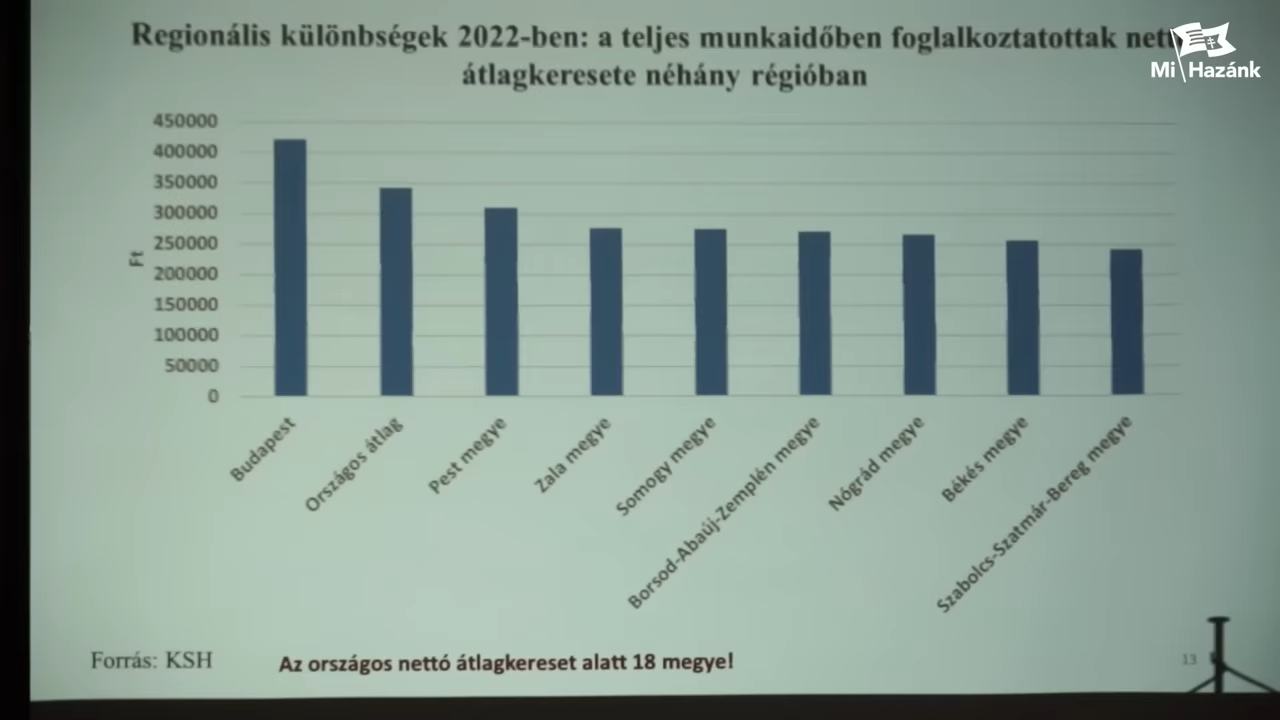 Regionális különbségek 2022-ben: a teljes munkaidőben foglalkoztatottak
átlagkeresete néhány régióban
Mi Hazánk
450000
400000
350000
300000
250000
200000
150000
100000
50000
0
Ft
Budapest
Országos átlag
Pest megye
Zala megye
Somogy megye
Borsod-Abaúj-Zemplén megye
Nógrád megye
Békés megye
Szabolcs-Szatmár-Bereg megye
Forrás: KSH
Az országos nettó átlagkereset alatt 18 megye!
13